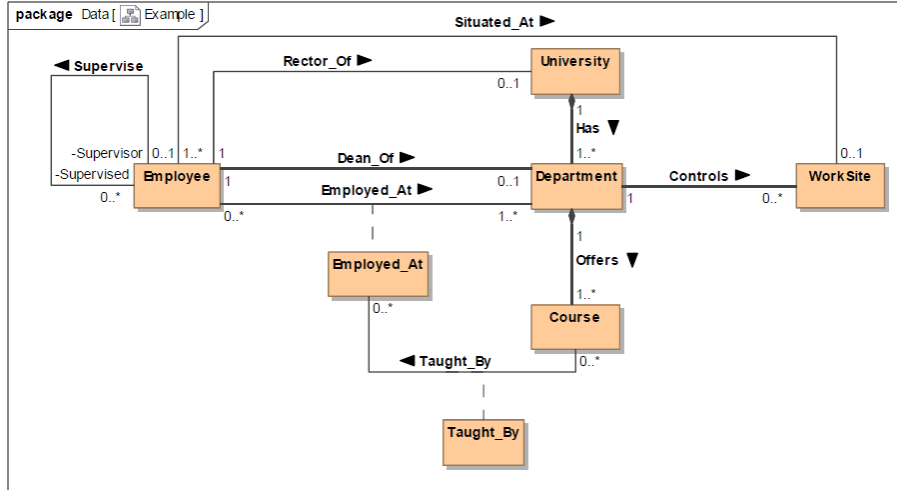 package Data [ Example ]
Situated_At
Supervise
Rector_Of
University
0..1
1
Has
-Supervisor
0..1
1..*
1
Dean_Of
1..*
0..1
-Supervised
Employee
1
0..1
Department
Controls
WorkSite
0..*
Employed_At
0..*
1..*
1
0..*
1
Employed_At
Offers
0..*
1..*
Course
Taught_By
0..*
Taught_By